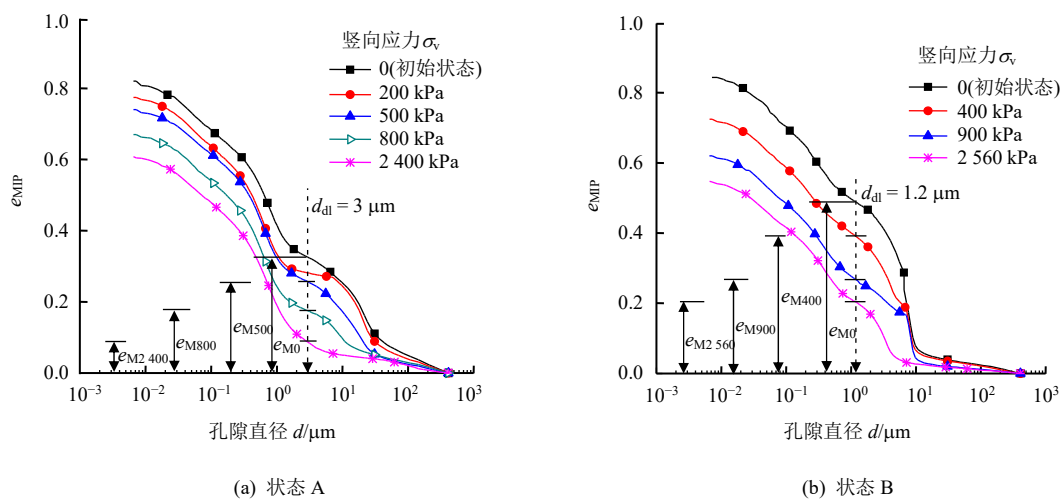 竖向应力σv
0(初始状态)
200 kPa
500 kPa
800 kPa
2 400 kPa
ddl = 3 μm
eM2 400
eM800
eM500
eM0
eMIP
1.0
0.8
0.6
0.4
0.2
0.0
10−3 10−2 10−1 100 101 102 103
孔隙直径 d/μm
(a) 状态 A
竖向应力σv
0(初始状态)
400 kPa
900 kPa
2 560 kPa
ddl = 1.2 μm
eM2 560
eM900
eM400
eM0
eMIP
1.0
0.8
0.6
0.4
0.2
0.0
10−3 10−2 10−1 100 101 102 103
孔隙直径 d/μm
(b) 状态 B